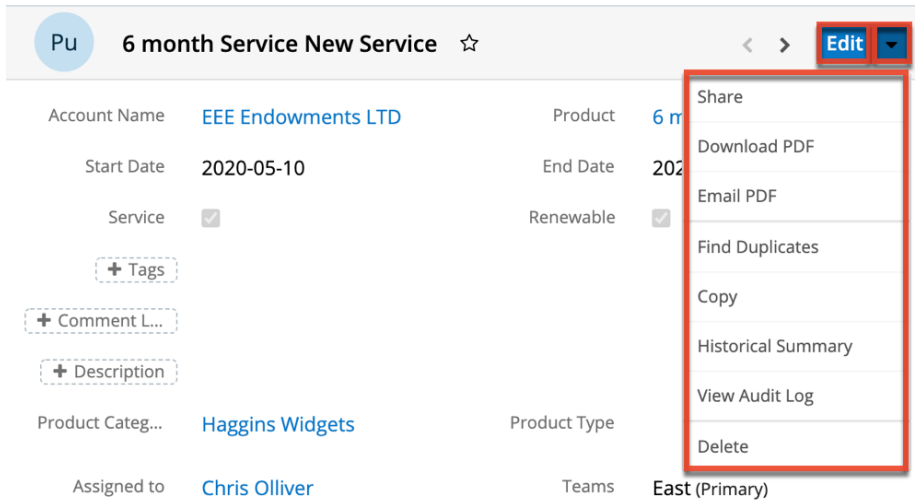 Pu 6 month Service New Service Edit
Share
Account Name EEE Endowments LTD Product 6
Download PDF
Start Date 2020-05-10 End Date 202
Email PDF
Service Renewable
Find Duplicates
+ Tags
Copy
+ Comment L...
Historical Summary
+ Description
View Audit Log
Product Categ... Haggins Widgets Product Type
Delete
Assigned to Chris Olliver Teams East (Primary)